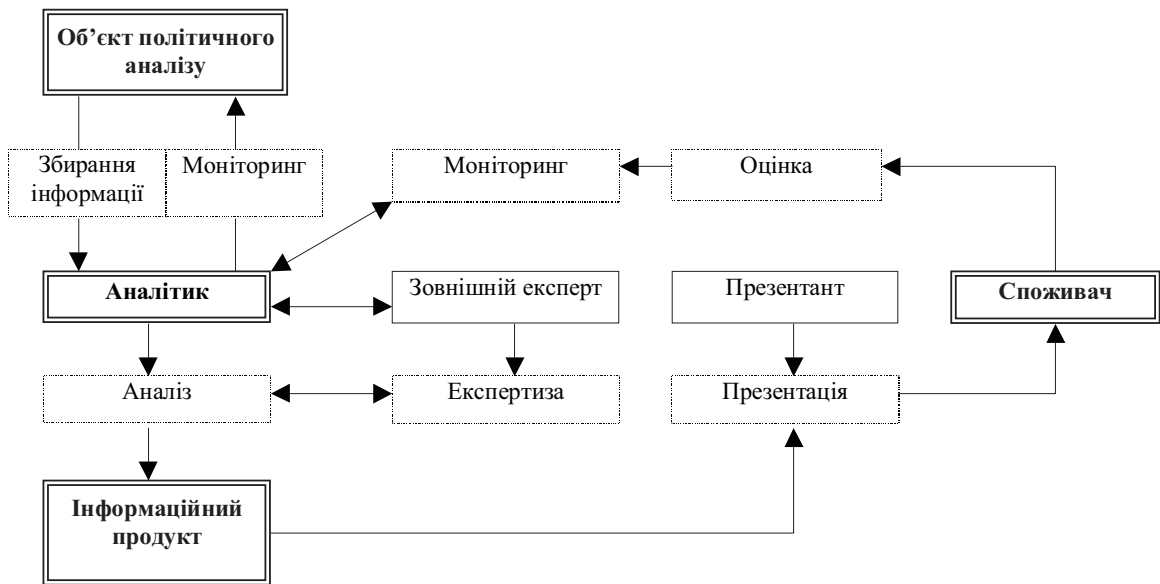 Об’єкт політичного
аналізу
Збирання
інформації
Моніторинг
Моніторинг
Оцінка
Аналітик
Зовнішній експерт
Презентант
Споживач
Аналіз
Експертиза
Презентація
Інформаційний
продукт